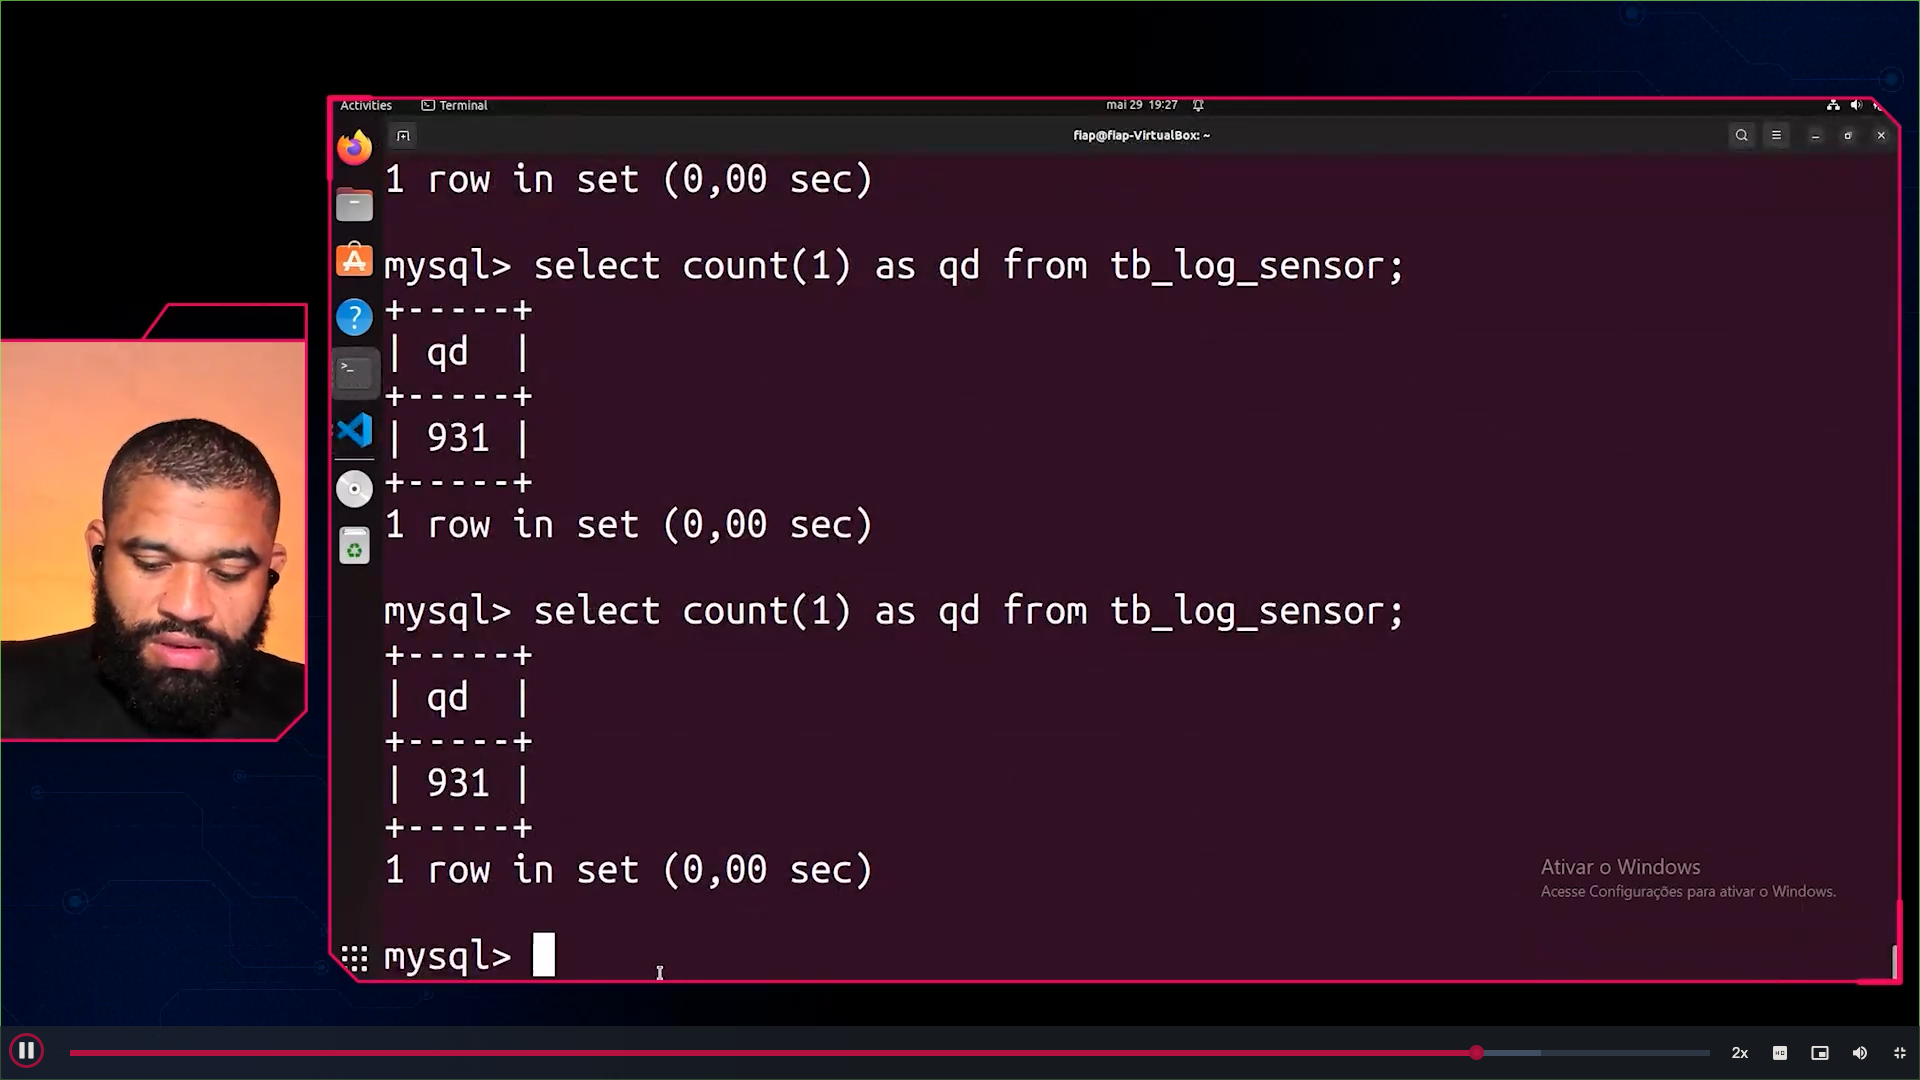 Activities Terminal mai 29 19:27
fiap@fiap-VirtualBox: ~
1 row in set (0,00 sec)
mysql> select count(1) as qd from tb_log_sensor;
+-----+
| qd  |
+-----+
| 931 |
+-----+
1 row in set (0,00 sec)
mysql> select count(1) as qd from tb_log_sensor;
+-----+
| qd  |
+-----+
| 931 |
+-----+
1 row in set (0,00 sec)
Ativar o Windows
Acesse Configurações para ativar o Windows.
mysql>
2x HD